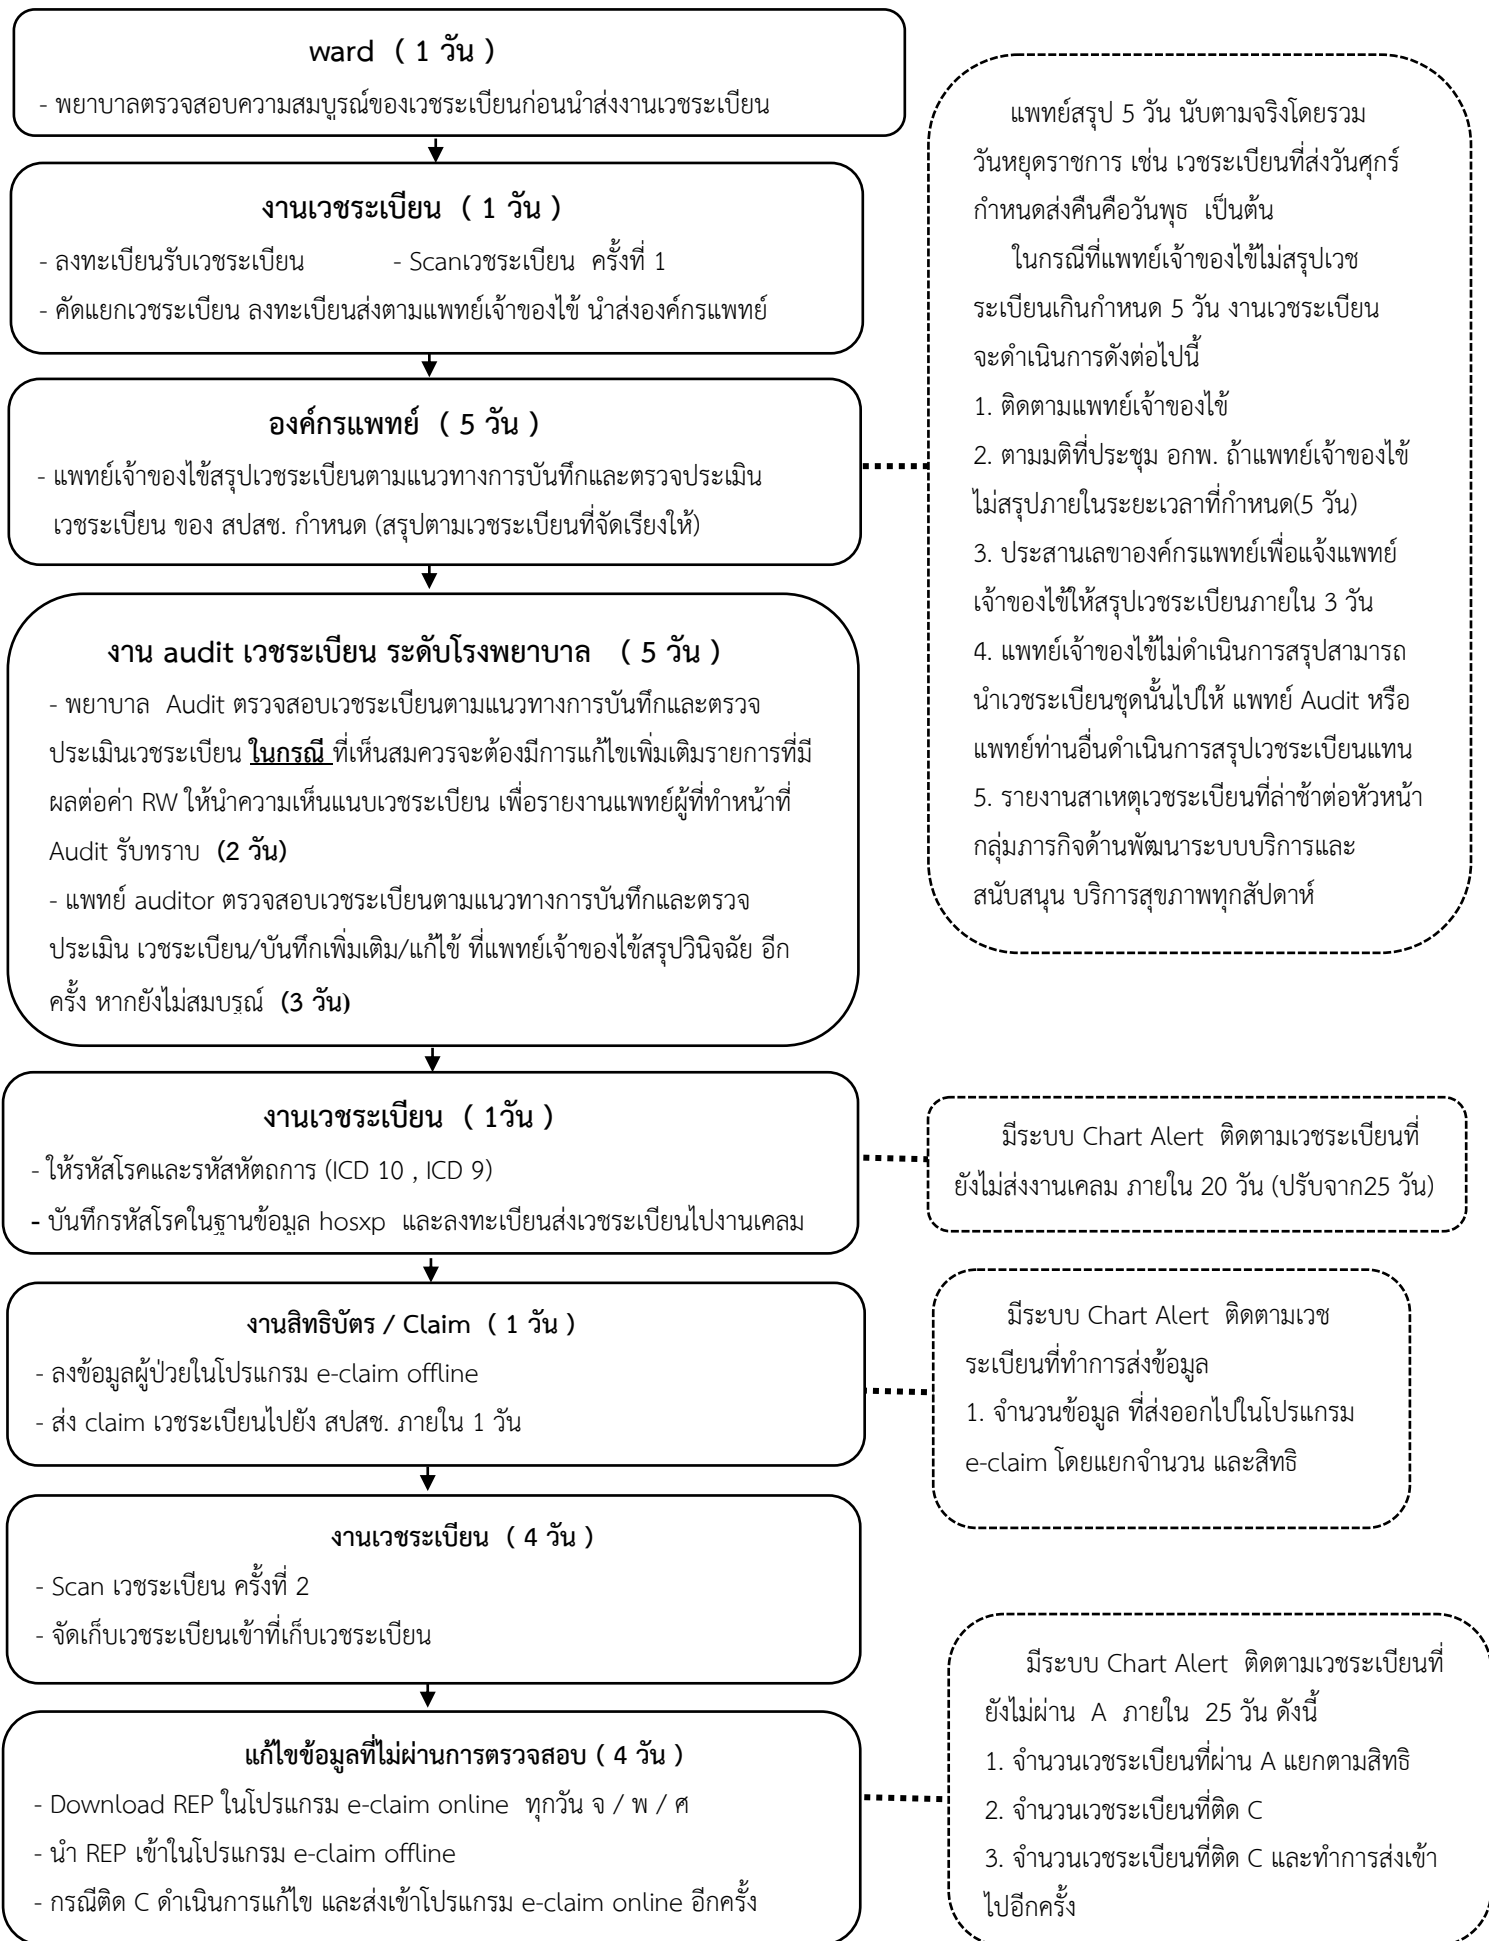 ward ( 1 วัน )
- พยาบาลตรวจสอบความสมบูรณ์ของเวชระเบียนก่อนนำส่งงานเวชระเบียน
งานเวชระเบียน ( 1 วัน )
- ลงทะเบียนรับเวชระเบียน - Scanเวชระเบียน ครั้งที่ 1
- คัดแยกเวชระเบียน ลงทะเบียนส่งตามแพทย์เจ้าของไข้ นำส่งองค์กรแพทย์
องค์กรแพทย์ ( 5 วัน )
- แพทย์เจ้าของไข้สรุปเวชระเบียนตามแนวทางการบันทึกและตรวจประเมิน
เวชระเบียน ของ สปสช. กำหนด (สรุปตามเวชระเบียนที่จัดเรียงให้)
แพทย์สรุป 5 วัน นับตามจริงโดยรวม
วันหยุดราชการ เช่น เวชระเบียนที่ส่งวันศุกร์
กำหนดส่งคืนคือวันพุธ เป็นต้น
ในกรณีที่แพทย์เจ้าของไข้ไม่สรุปเวช
ระเบียนเกินกำหนด 5 วัน งานเวชระเบียน
จะดำเนินการดังต่อไปนี้
1. ติดตามแพทย์เจ้าของไข้
2. ตามมติที่ประชุม อกพ. ถ้าแพทย์เจ้าของไข้
ไม่สรุปภายในระยะเวลาที่กำหนด(5 วัน)
3. ประสานเลขาองค์กรแพทย์เพื่อแจ้งแพทย์
เจ้าของไข้ให้สรุปเวชระเบียนภายใน 3 วัน
4. แพทย์เจ้าของไข้ไม่ดำเนินการสรุปสามารถ
นำเวชระเบียนชุดนั้นไปให้ แพทย์ Audit หรือ
แพทย์ท่านอื่นดำเนินการสรุปเวชระเบียนแทน
5. รายงานสาเหตุเวชระเบียนที่ล่าช้าต่อหัวหน้า
กลุ่มภารกิจด้านพัฒนาระบบบริการและ
สนับสนุน บริการสุขภาพทุกสัปดาห์
งาน audit เวชระเบียน ระดับโรงพยาบาล ( 5 วัน )
- พยาบาล Audit ตรวจสอบเวชระเบียนตามแนวทางการบันทึกและตรวจ
ประเมินเวชระเบียน ในกรณี ที่เห็นสมควรจะต้องมีการแก้ไขเพิ่มเติมรายการที่มี
ผลต่อค่า RW ให้นำความเห็นแนบเวชระเบียน เพื่อรายงานแพทย์ผู้ที่ทำหน้าที่
Audit รับทราบ (2 วัน)
- แพทย์ auditor ตรวจสอบเวชระเบียนตามแนวทางการบันทึกและตรวจ
ประเมิน เวชระเบียน/บันทึกเพิ่มเติม/แก้ไข้ ที่แพทย์เจ้าของไข้สรุปวินิจฉัย อีก
ครั้ง หากยังไม่สมบรูณ์ (3 วัน)
งานเวชระเบียน ( 1วัน )
- ให้รหัสโรคและรหัสหัตถการ (ICD 10 , ICD 9)
- บันทึกรหัสโรคในฐานข้อมูล hosxp และลงทะเบียนส่งเวชระเบียนไปงานเคลม
มีระบบ Chart Alert ติดตามเวชระเบียนที่
ยังไม่ส่งงานเคลม ภายใน 20 วัน (ปรับจาก25 วัน)
งานสิทธิบัตร / Claim ( 1 วัน )
- ลงข้อมูลผู้ป่วยในโปรแกรม e-claim offline
- ส่ง claim เวชระเบียนไปยัง สปสช. ภายใน 1 วัน
มีระบบ Chart Alert ติดตามเวช
ระเบียนที่ทำการส่งข้อมูล
1. จำนวนข้อมูล ที่ส่งออกไปในโปรแกรม
e-claim โดยแยกจำนวน และสิทธิ
งานเวชระเบียน ( 4 วัน )
- Scan เวชระเบียน ครั้งที่ 2
- จัดเก็บเวชระเบียนเข้าที่เก็บเวชระเบียน
แก้ไขข้อมูลที่ไม่ผ่านการตรวจสอบ ( 4 วัน )
- Download REP ในโปรแกรม e-claim online ทุกวัน จ / พ / ศ
- นำ REP เข้าในโปรแกรม e-claim offline
- กรณีติด C ดำเนินการแก้ไข และส่งเข้าโปรแกรม e-claim online อีกครั้ง
มีระบบ Chart Alert ติดตามเวชระเบียนที่
ยังไม่ผ่าน A ภายใน 25 วัน ดังนี้
1. จำนวนเวชระเบียนที่ผ่าน A แยกตามสิทธิ
2. จำนวนเวชระเบียนที่ติด C
3. จำนวนเวชระเบียนที่ติด C และทำการส่งเข้า
ไปอีกครั้ง